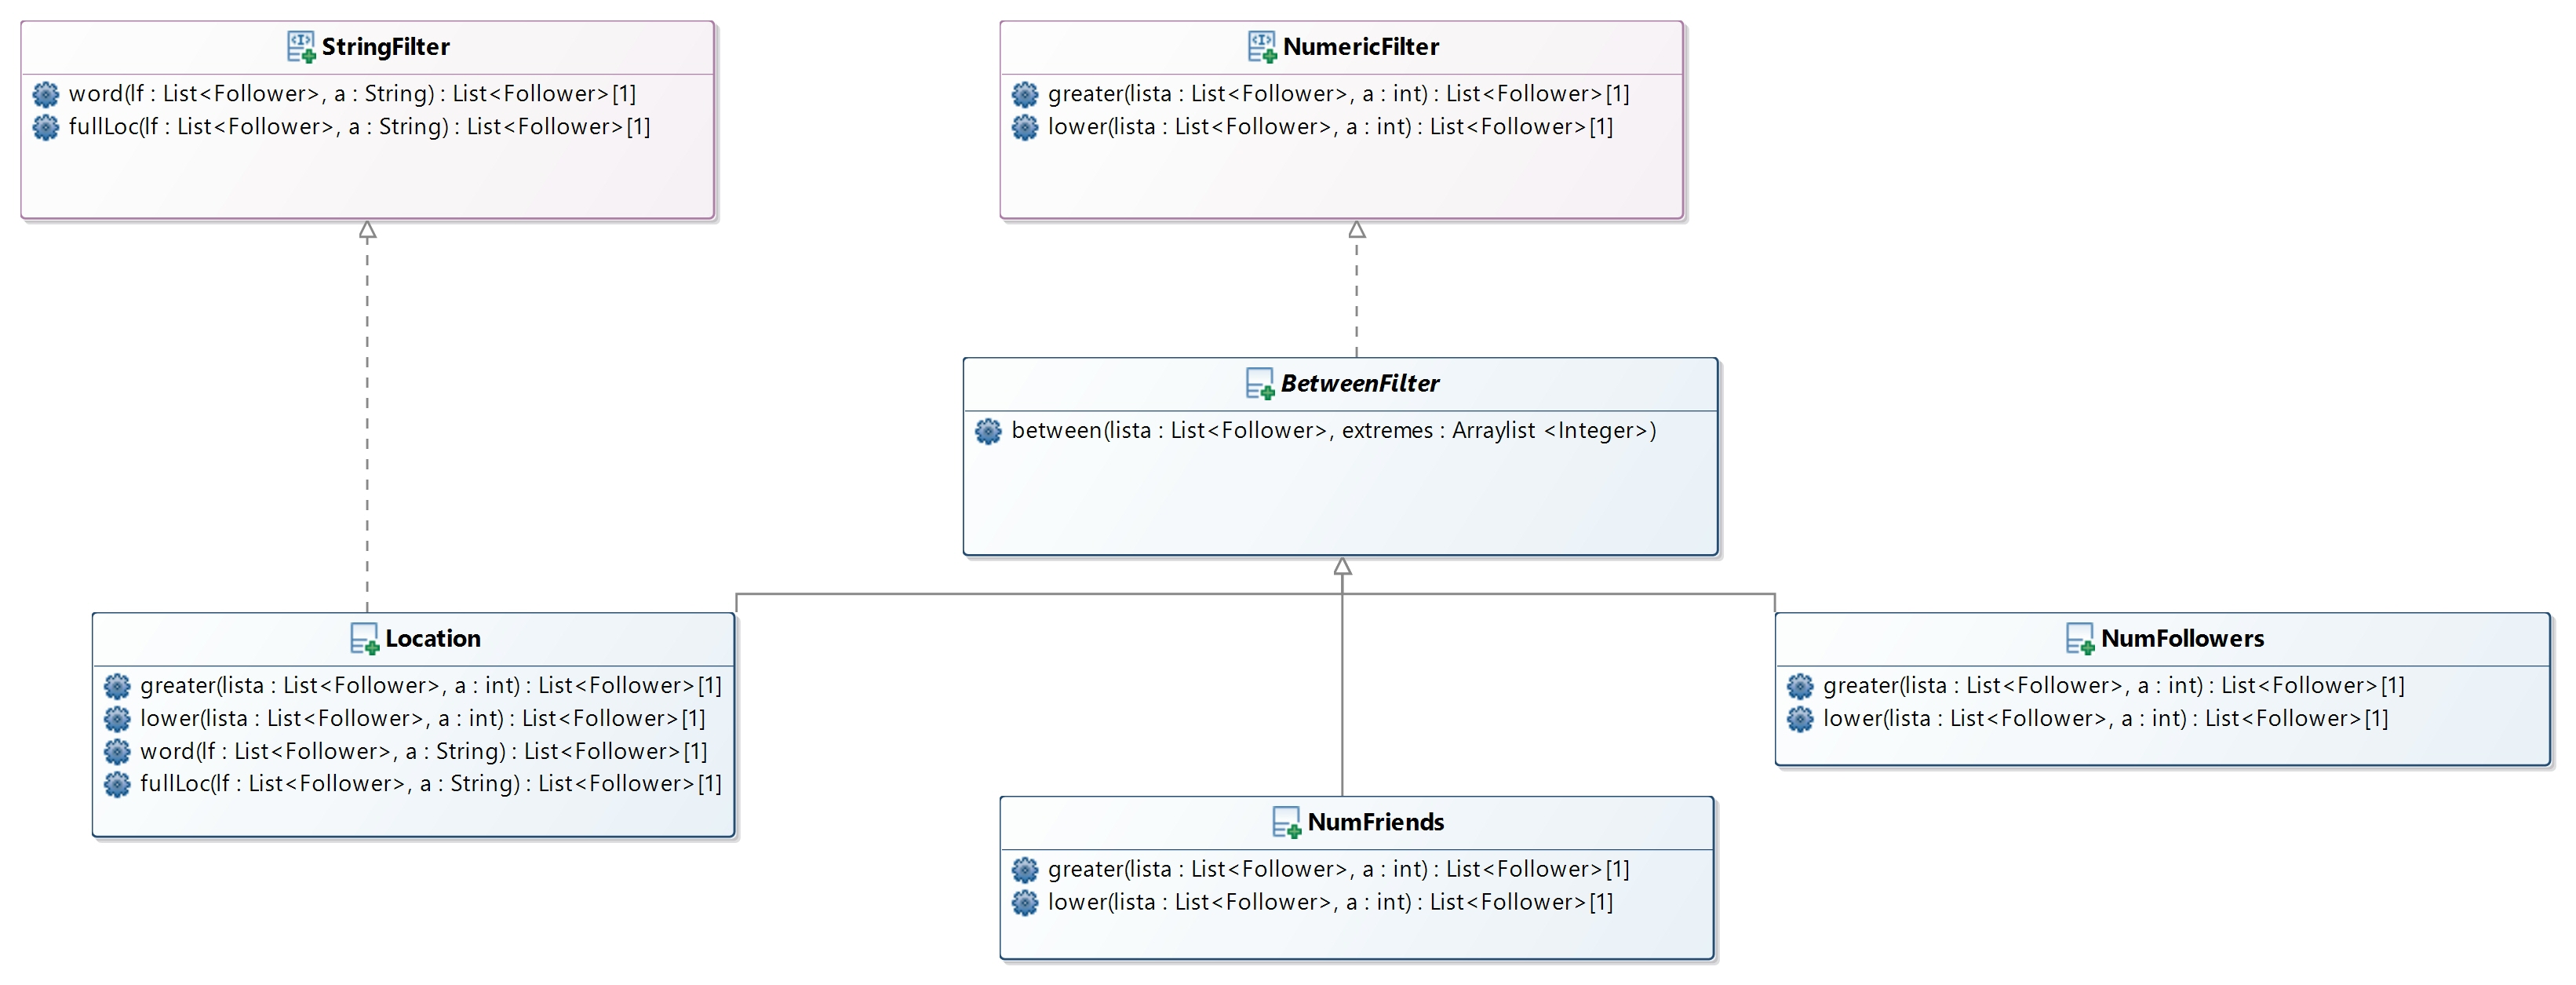 StringFilter
word(lf : List<Follower>, a : String) : List<Follower>[1]
fullLoc(lf : List<Follower>, a : String) : List<Follower>[1]
NumericFilter
greater(lista : List<Follower>, a : int) : List<Follower>[1]
lower(lista : List<Follower>, a : int) : List<Follower>[1]
BetweenFilter
between(lista : List<Follower>, extremes : Arraylist <Integer>)
Location
greater(lista : List<Follower>, a : int) : List<Follower>[1]
lower(lista : List<Follower>, a : int) : List<Follower>[1]
word(lf : List<Follower>, a : String) : List<Follower>[1]
fullLoc(lf : List<Follower>, a : String) : List<Follower>[1]
NumFriends
greater(lista : List<Follower>, a : int) : List<Follower>[1]
lower(lista : List<Follower>, a : int) : List<Follower>[1]
NumFollowers
greater(lista : List<Follower>, a : int) : List<Follower>[1]
lower(lista : List<Follower>, a : int) : List<Follower>[1]